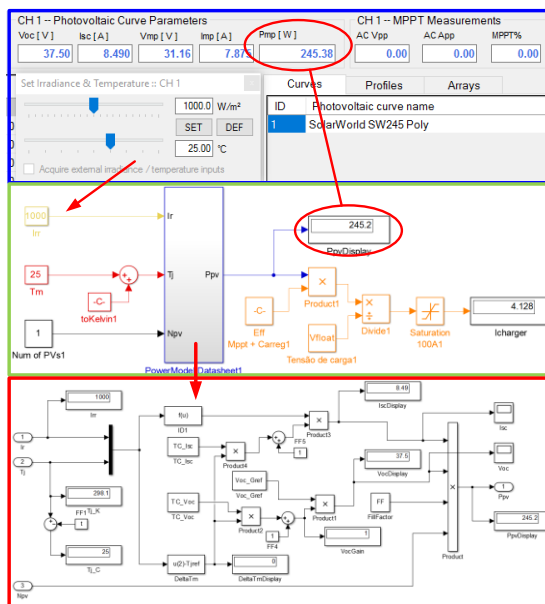 CH 1 -- Photovoltaic Curve Parameters
CH 1 -- MPPT Measurements
Voc [ V ] Isc [ A ] Vmp [ V ] Imp [ A ] Pmp [ W ] AC Vpp AC App MPPT%
37.50 8.490 31.16 7.875 245.38 0.00 0.00 0.00
Set Irradiance & Temperature :: CH 1
1000.0 W/m²
SET DEF
25.00 °C
Acquire external irradiance / temperature inputs
Curves Profiles Arrays
ID Photovoltaic curve name
1 SolarWorld SW245 Poly
1000
Irr
Ir
245.2
PpvDisplay
25
Tm
++
-C-
toKelvin1
Tj
Ppv
×
Product1
-C-
Eff
Mppt + Carreg1
×
÷
Divide1
Vfloat
Tensão de carga1
Saturation
100A1
4.128
Icharger
1
Num of PVs1
Npv
PowerModelDatasheet1
1000
Irr
1
Ir
2
Tj
298.1
Tj_K
FF1
1
25
Tj_C
3
Npv
f(u)
ID1
TC_Isc
TC_Isc
×
Product4
FF5
1
×
Product3
8.49
IscDisplay
Isc
Voc_Gref
Voc_Gref
37.5
VocDisplay
Voc
TC_Voc
TC_Voc
×
Product2
FF4
1
×
Product1
VocGain
FF
FillFactor
×
Product
1
Ppv
245.2
PpvDisplay
u(2)-Tjref
DeltaTm
0
DeltaTmDisplay